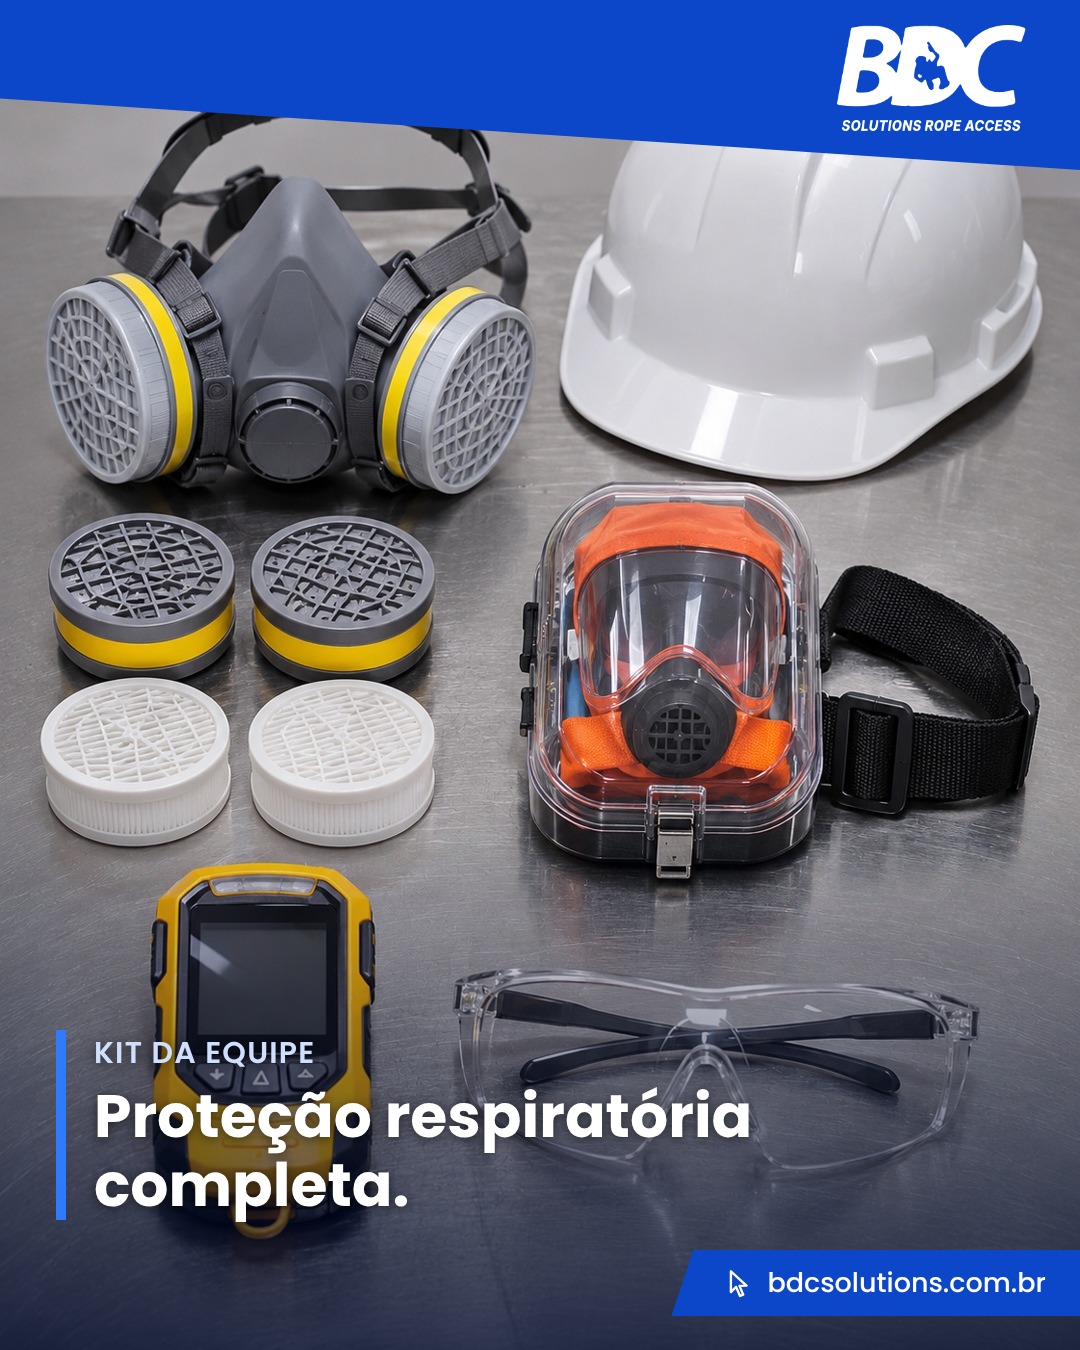 BDC
SOLUTIONS ROPE ACCESS
KIT DA EQUIPE
Proteção respiratória
completa.
bdcsolutions.com.br